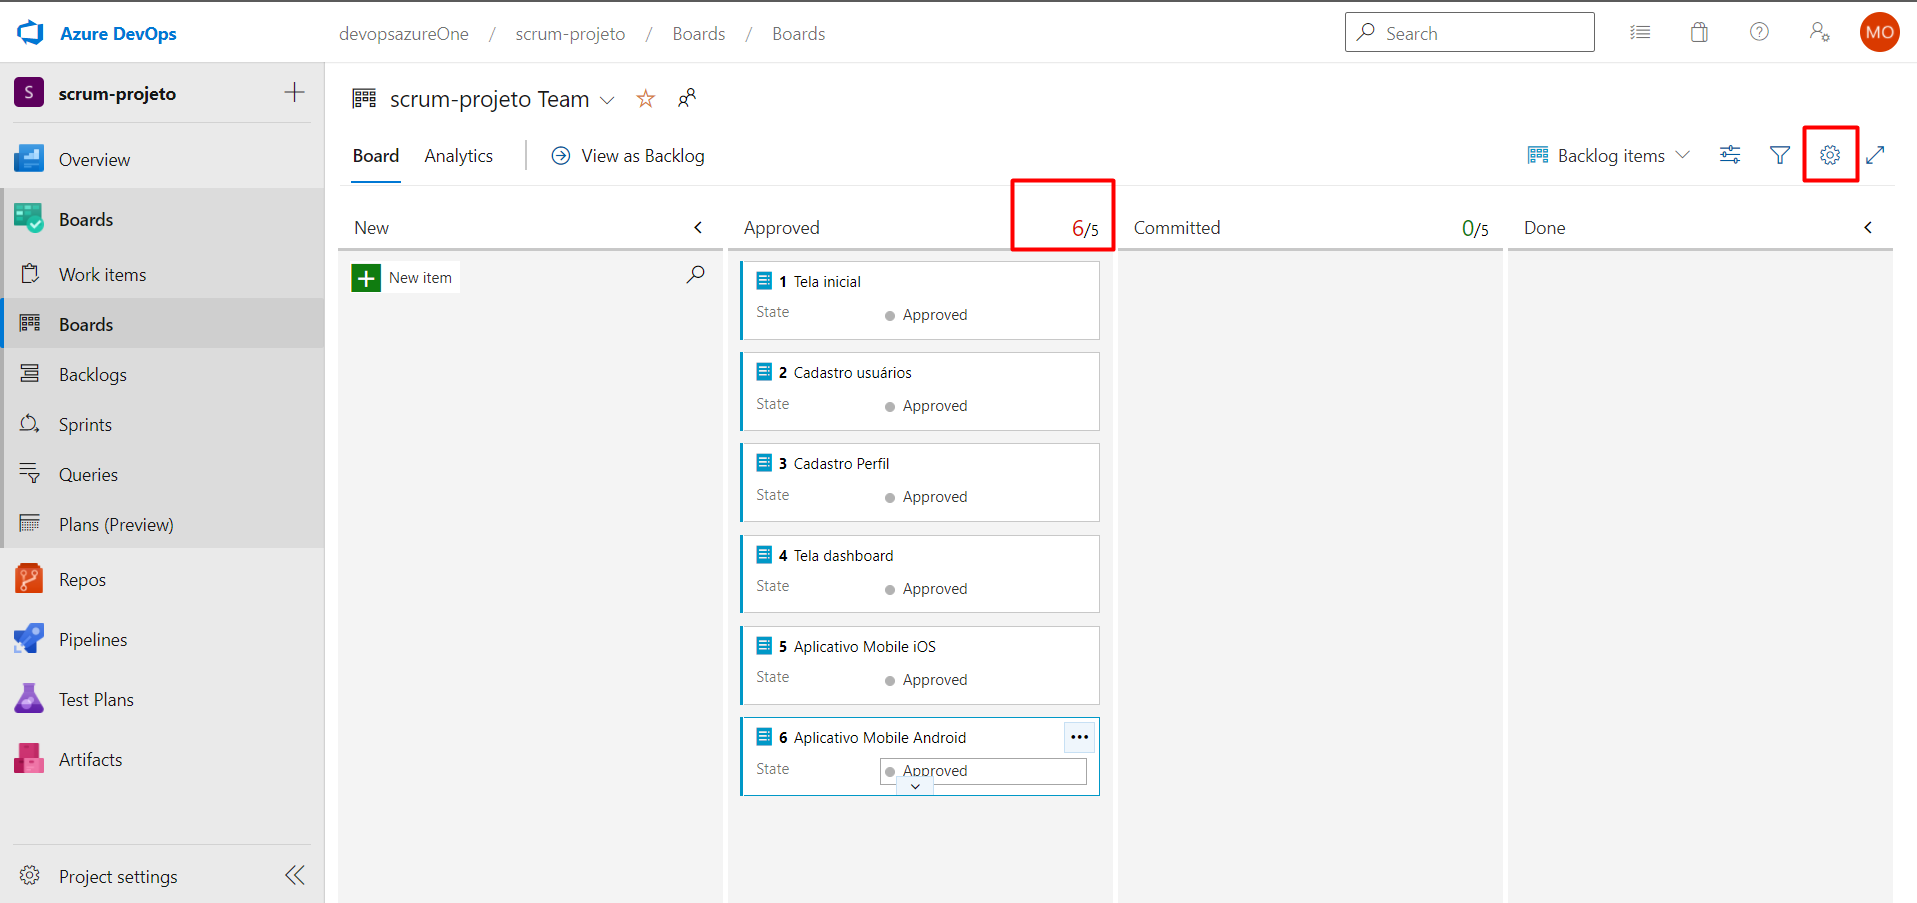 Azure DevOps
devopsazureOne / scrum-projeto / Boards / Boards
Search
MO
S scrum-projeto
Overview
Boards
Work items
Boards
Backlogs
Sprints
Queries
Plans (Preview)
Repos
Pipelines
Test Plans
Artifacts
Project settings
scrum-projeto Team
Board Analytics View as Backlog
Backlog items
New
New item
Approved 6/5
1 Tela inicial
State Approved
2 Cadastro usuários
State Approved
3 Cadastro Perfil
State Approved
4 Tela dashboard
State Approved
5 Aplicativo Mobile iOS
State Approved
6 Aplicativo Mobile Android
State Approved
Committed 0/5
Done